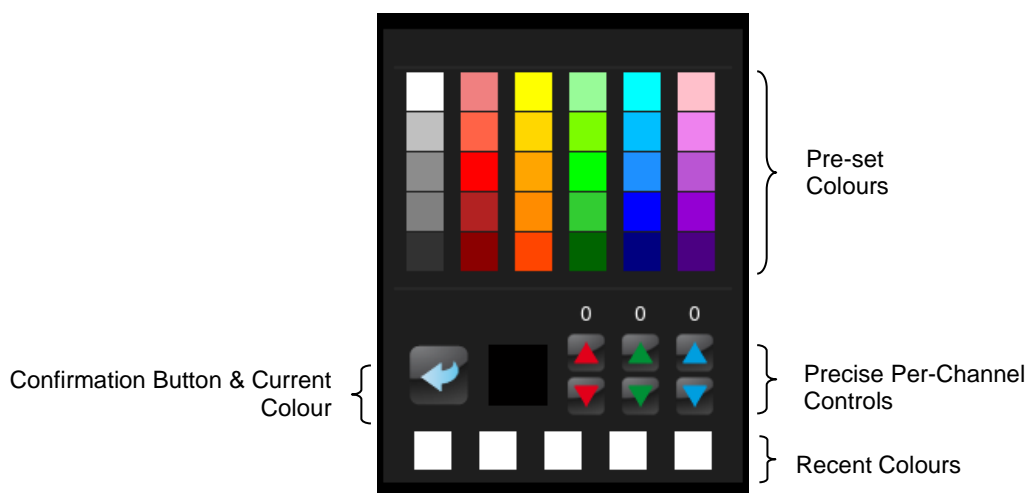 Pre-set
Colours
0 0 0
Confirmation Button & Current
Colour
Precise Per-Channel
Controls
Recent Colours